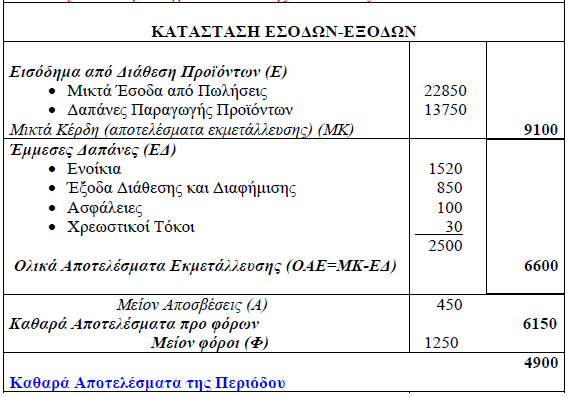 ΚΑΤΑΣΤΑΣΗ ΕΣΟΔΩΝ-ΕΞΟΔΩΝ
Εισόδημα από Διάθεση Προϊόντων (Ε)
• Μικτά Έσοδα από Πωλήσεις 22850
• Δαπάνες Παραγωγής Προϊόντων 13750
Μικτά Κέρδη (αποτελέσματα εκμετάλλευσης) (ΜΚ) 9100
Έμμεσες Δαπάνες (ΕΔ)
• Ενοίκια 1520
• Έξοδα Διάθεσης και Διαφήμισης 850
• Ασφάλειες 100
• Χρεωστικοί Τόκοι 30
2500
Ολικά Αποτελέσματα Εκμετάλλευσης (ΟΑΕ=ΜΚ-ΕΔ) 6600
Μείον Αποσβέσεις (Α) 450
Καθαρά Αποτελέσματα προ φόρων 6150
Μείον φόροι (Φ) 1250
4900
Καθαρά Αποτελέσματα της Περιόδου